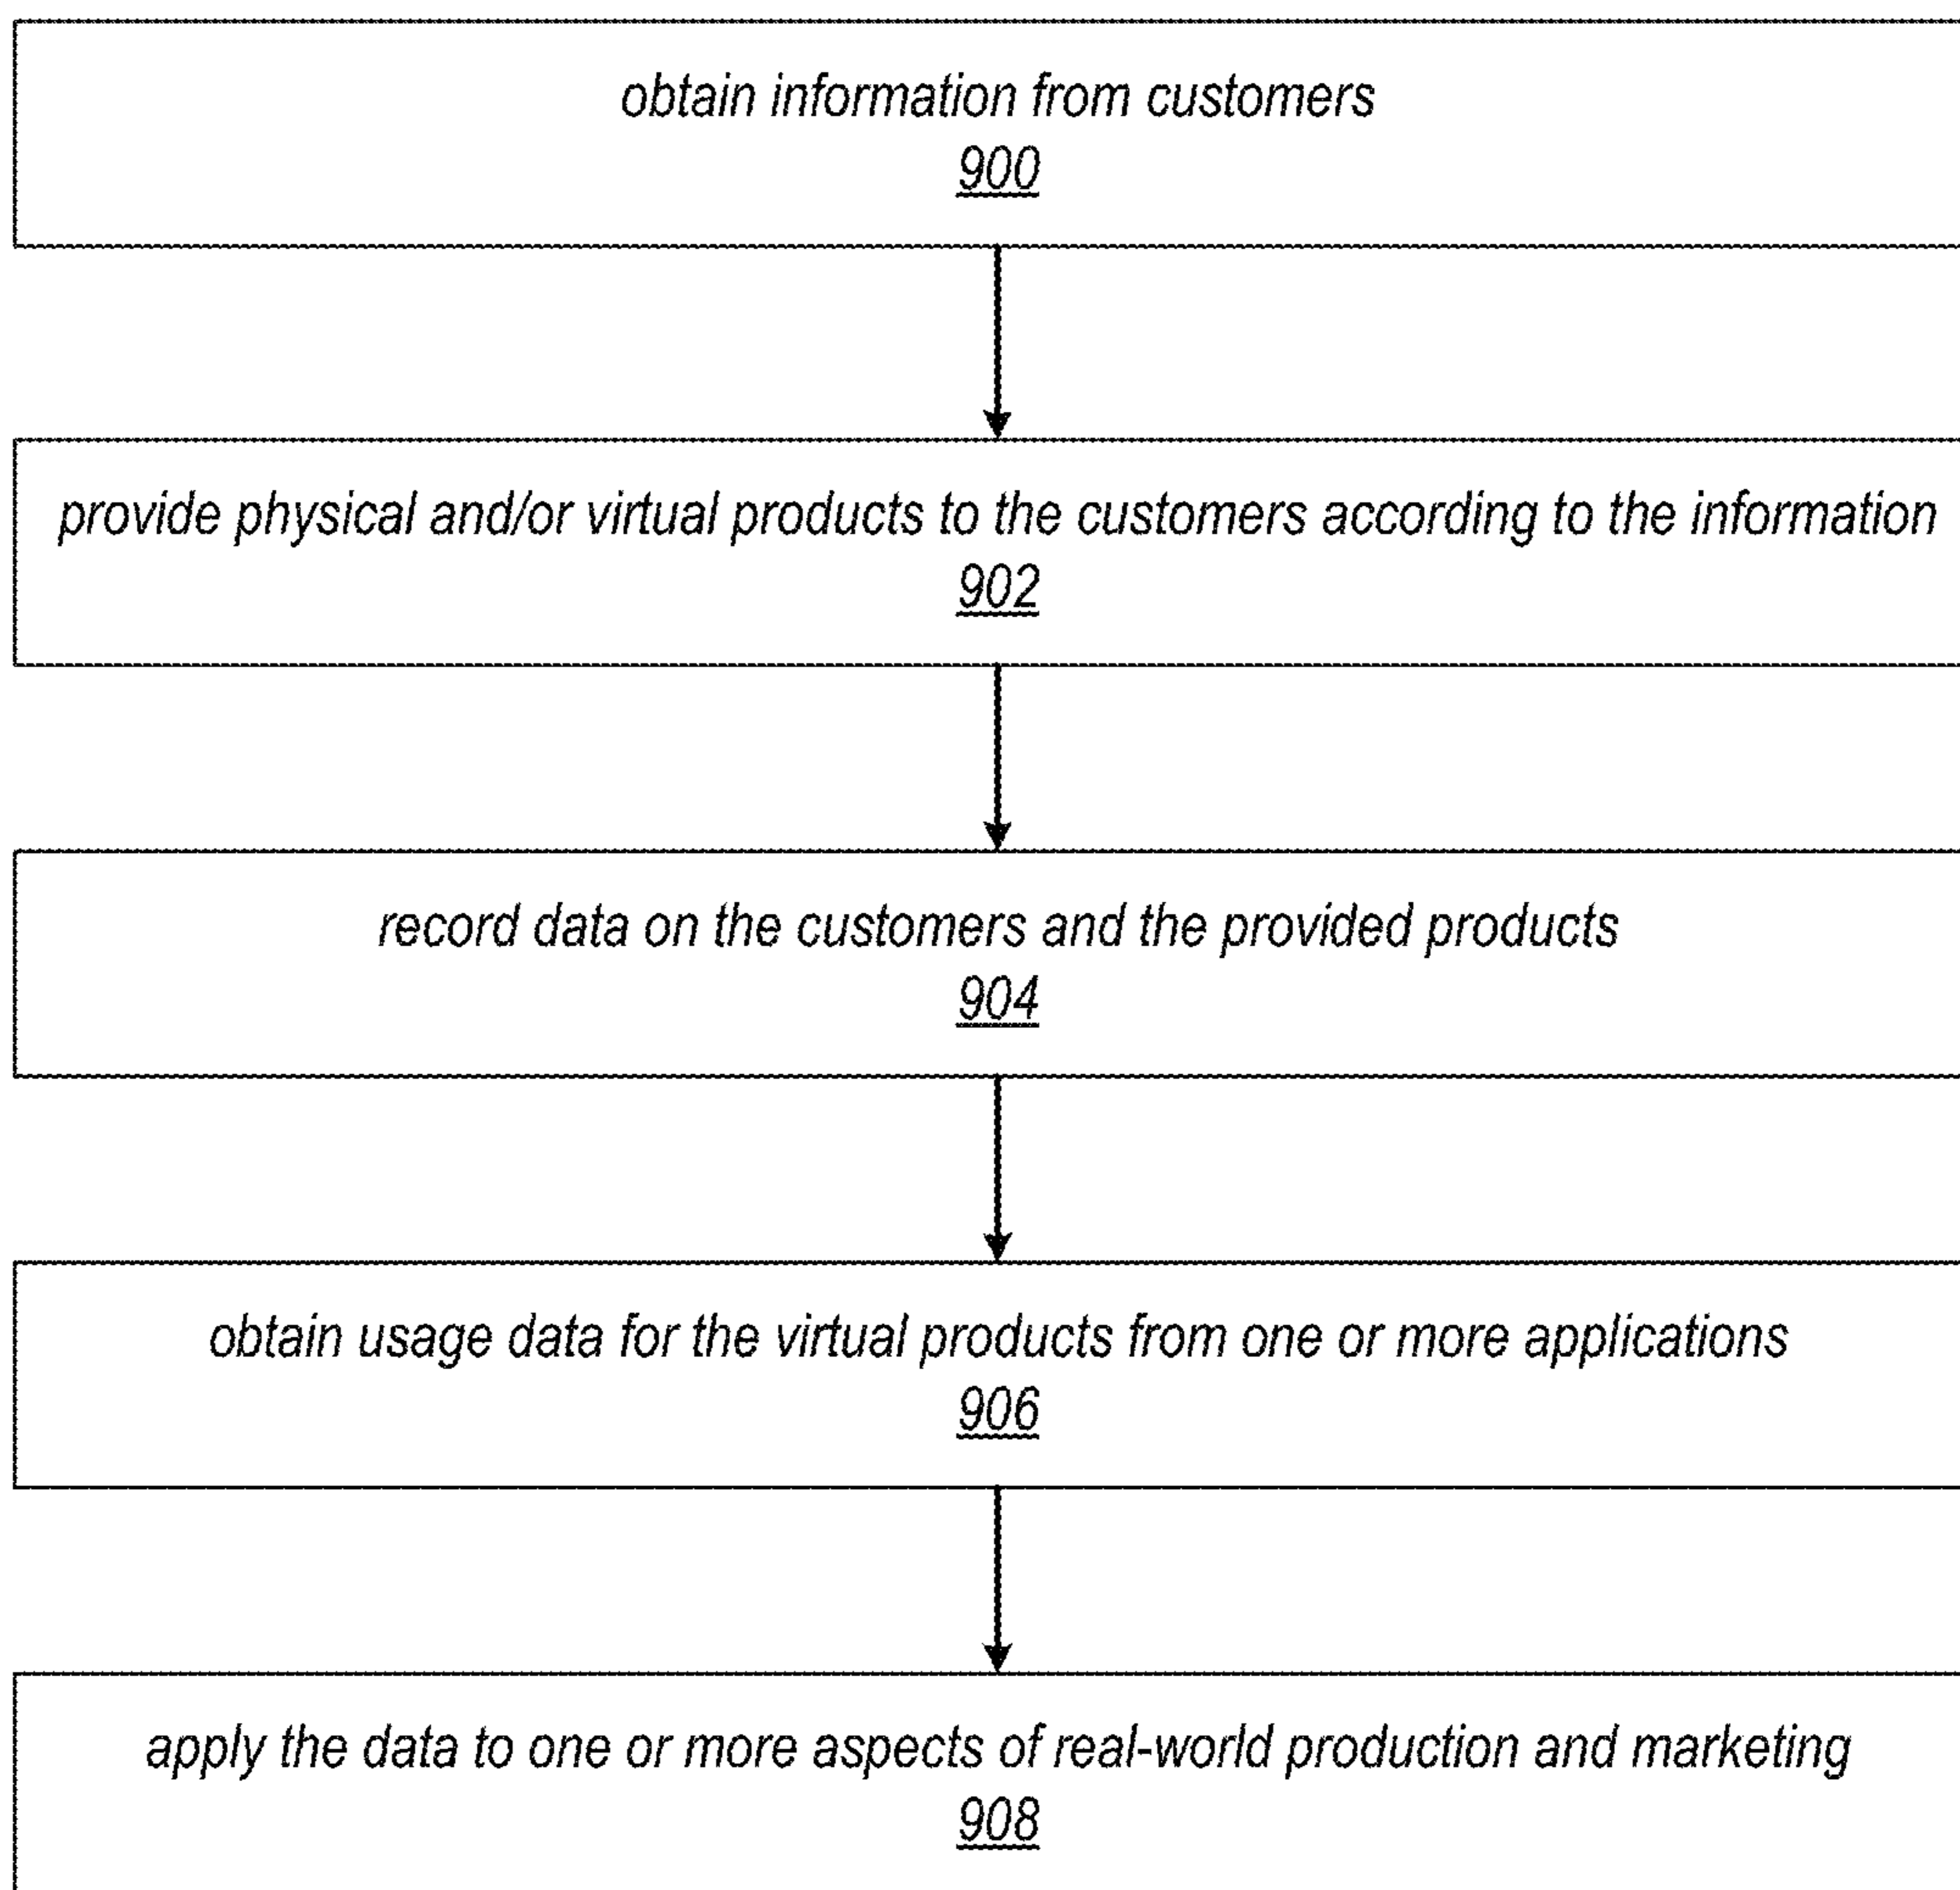 obtain information from customers
900
provide physical and/or virtual products to the customers according to the information
902
record data on the customers and the provided products
904
obtain usage data for the virtual products from one or more applications
906
apply the data to one or more aspects of real-world production and marketing
908